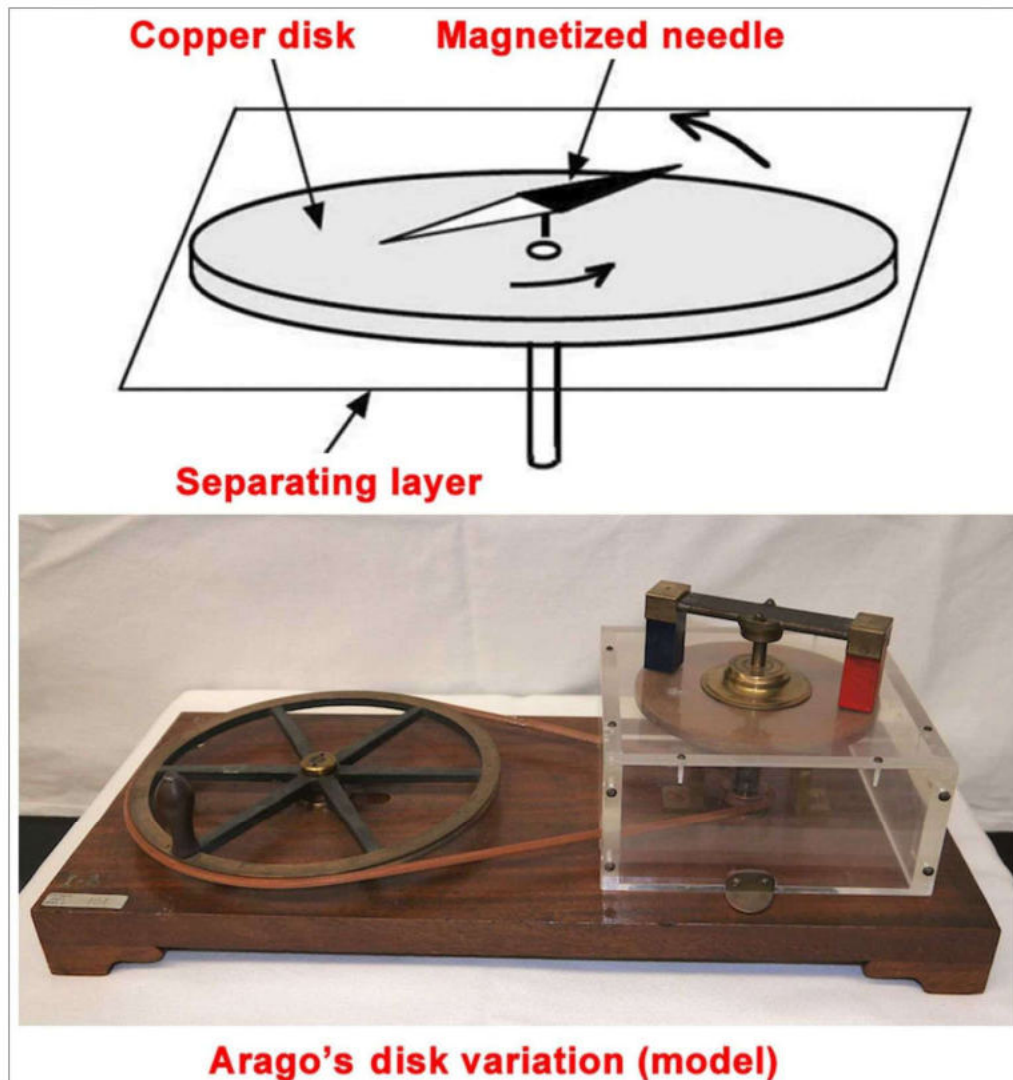 Copper disk
Magnetized needle
Separating layer
Arago's disk variation (model)